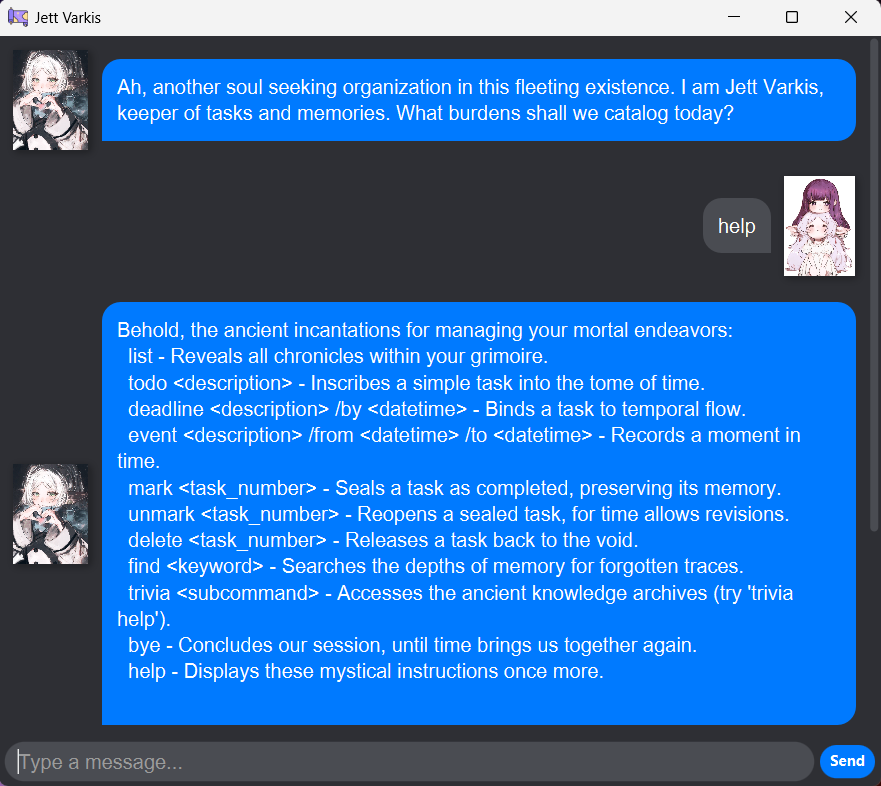 Jett Varkis
Ah, another soul seeking organization in this fleeting existence. I am Jett Varkis,
keeper of tasks and memories. What burdens shall we catalog today?
help
Behold, the ancient incantations for managing your mortal endeavors:
list - Reveals all chronicles within your grimoire.
todo <description> - Inscribes a simple task into the tome of time.
deadline <description> /by <datetime> - Binds a task to temporal flow.
event <description> /from <datetime> /to <datetime> - Records a moment in
time.
mark <task_number> - Seals a task as completed, preserving its memory.
unmark <task_number> - Reopens a sealed task, for time allows revisions.
delete <task_number> - Releases a task back to the void.
find <keyword> - Searches the depths of memory for forgotten traces.
trivia <subcommand> - Accesses the ancient knowledge archives (try 'trivia
help').
bye - Concludes our session, until time brings us together again.
help - Displays these mystical instructions once more.
Type a message...
Send